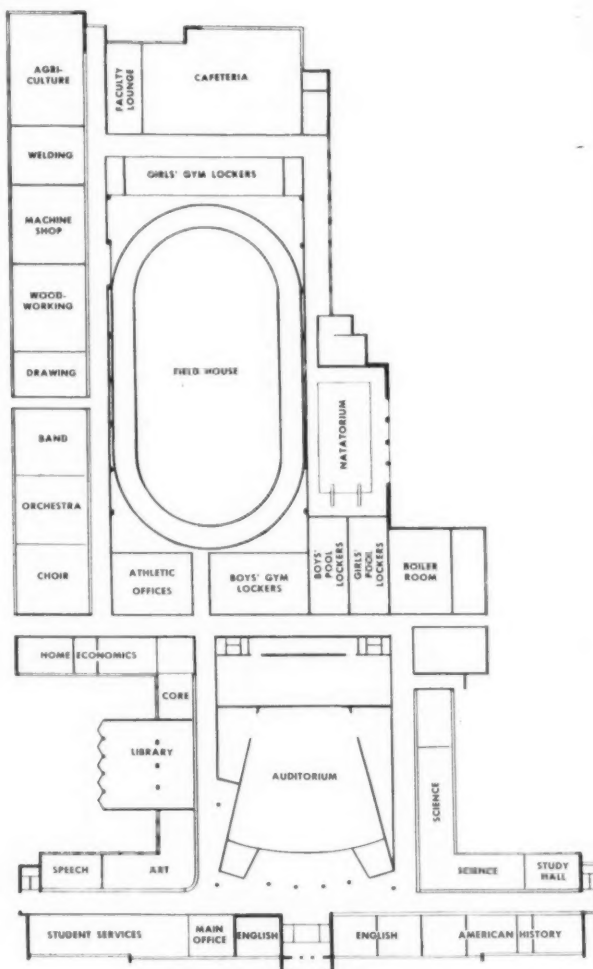 AGRI-
CULTURE
FACULTY
LOUNGE
CAFETERIA
WELDING
GIRLS' GYM LOCKERS
MACHINE
SHOP
WOOD-
WORKING
FIELD HOUSE
DRAWING
NATATORIUM
BAND
ORCHESTRA
CHOIR
ATHLETIC
OFFICES
BOYS' GYM
LOCKERS
BOYS'
POOL
LOCKERS
GIRLS'
POOL
LOCKERS
BOILER
ROOM
HOME ECONOMICS
CORE
LIBRARY
AUDITORIUM
SCIENCE
SPEECH
ART
SCIENCE
STUDY
HALL
STUDENT SERVICES
MAIN
OFFICE
ENGLISH
ENGLISH
AMERICAN HISTORY